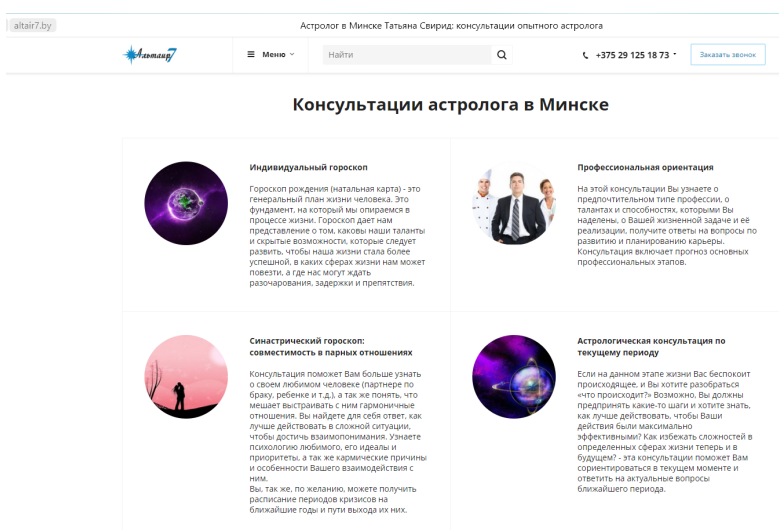 altair7.by
Астролог в Минске Татьяна Свирид: консультации опытного астролога
Альтаир7
Меню
Найти
+375 29 125 18 73
Заказать звонок
Консультации астролога в Минске
Индивидуальный гороскоп
Гороскоп рождения (натальная карта) - это
генеральный план жизни человека. Это
фундамент, на который мы опираемся в
процессе жизни. Гороскоп дает нам
представление о том, каковы наши таланты
и скрытые возможности, которые следует
развить, чтобы наша жизни стала более
успешной, в каких сферах жизни нам может
повезти, а где нас могут ждать
разочарования, задержки и препятствия.
Профессиональная ориентация
На этой консультации Вы узнаете о
предпочтительном типе профессии, о
талантах и способностях, которыми Вы
наделены, о Вашей жизненной задаче и её
реализации, получите ответы на вопросы по
развитию и планированию карьеры.
Консультация включает прогноз основных
профессиональных этапов.
Синастрический гороскоп:
совместимость в парных отношениях
Консультация поможет Вам больше узнать
о своем любимом человеке (партнере по
браку, ребенке и т.д.), а так же понять, что
мешает выстраивать с ним гармоничные
отношения. Вы найдете для себя ответ, как
лучше действовать в сложной ситуации,
чтобы достичь взаимопонимания. Узнаете
психологию любимого, его идеалы и
приоритеты, а так же кармические причины
и особенности Вашего взаимодействия с
ним.
Вы, так же, по желанию, можете получить
расписание периодов кризисов на
ближайшие годы и пути выхода их них.
Астрологическая консультация по
текущему периоду
Если на данном этапе жизни Вас беспокоит
происходящее, и Вы хотите разобраться
«что происходит?» Возможно, Вы должны
предпринять какие-то шаги и хотите знать,
как лучше действовать, чтобы Ваши
действия были максимально
эффективными? Как избежать сложностей в
определенных сферах жизни теперь и в
будущем? - эта консультации поможет Вам
сориентироваться в текущем моменте и
ответить на актуальные вопросы
ближайшего периода.